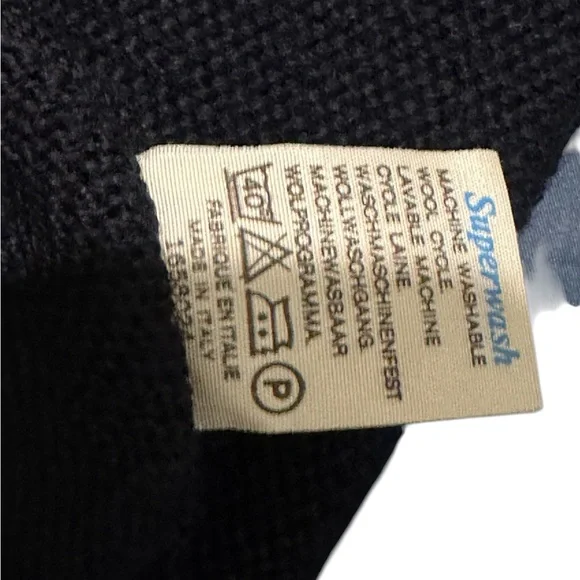 Superwash
MACHINE WASHABLE
WOOL CYCLE
LAVABLE MACHINE
CYCLE LAINE
WASCHMASCHINENFEST
WOLLWASCHGANG
MACHINEWASBAAR
WOLPROGRAMMA
40° P
FABRIQUE EN ITALIE
MADE IN ITALY